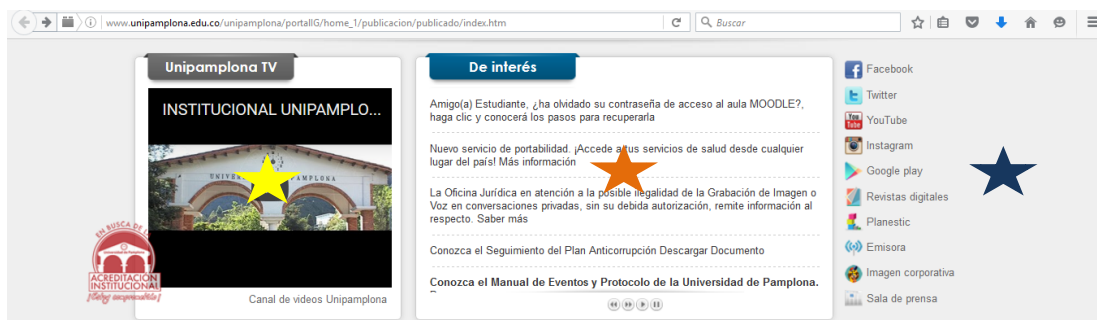 www.unipamplona.edu.co/unipamplona/portalIG/home_1/publicacion/publicado/index.htm
Buscar
Unipamplona TV
INSTITUCIONAL UNIPAMPLO...
Canal de videos Unipamplona
EN BUSCA DE LA
ACREDITACIÓN
INSTITUCIONAL
De interés
Amigo(a) Estudiante, ¿ha olvidado su contraseña de acceso al aula MOODLE?,
haga clic y conocerá los pasos para recuperarla
Nuevo servicio de portabilidad. ¡Accede a tus servicios de salud desde cualquier
lugar del país! Más información
La Oficina Jurídica en atención a la posible ilegalidad de la Grabación de Imagen o
Voz en conversaciones privadas, sin su debida autorización, remite información al
respecto. Saber más
Conozca el Seguimiento del Plan Anticorrupción Descargar Documento
Conozca el Manual de Eventos y Protocolo de la Universidad de Pamplona.
Facebook
Twitter
YouTube
Instagram
Google play
Revistas digitales
Planestic
Emisora
Imagen corporativa
Sala de prensa